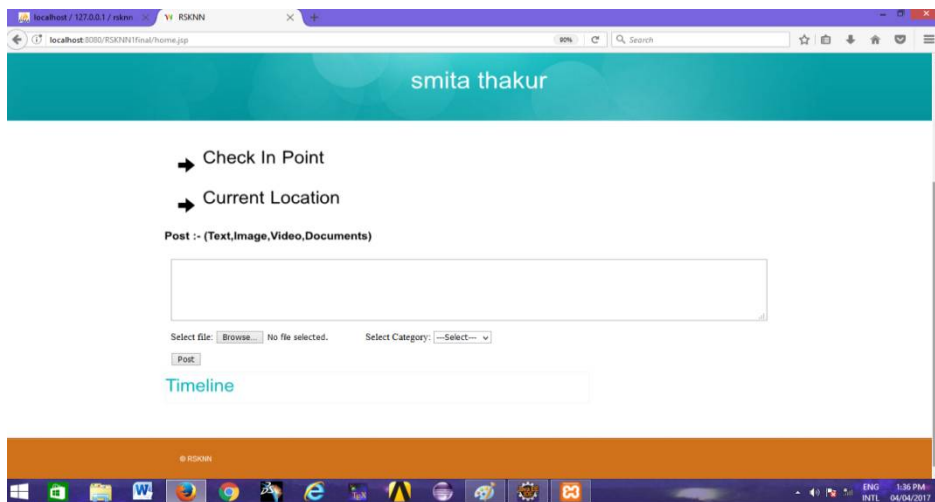 localhost / 127.0.0.1 / rsknn
RSKNN
localhost:8080/RSKNN1final/home.jsp
90%
Search
smita thakur
Check In Point
Current Location
Post :- (Text,Image,Video,Documents)
Select file: Browse... No file selected. Select Category: ---Select---
Post
Timeline
© RSKNN
ENG 1:36 PM
INTL 04/04/2017